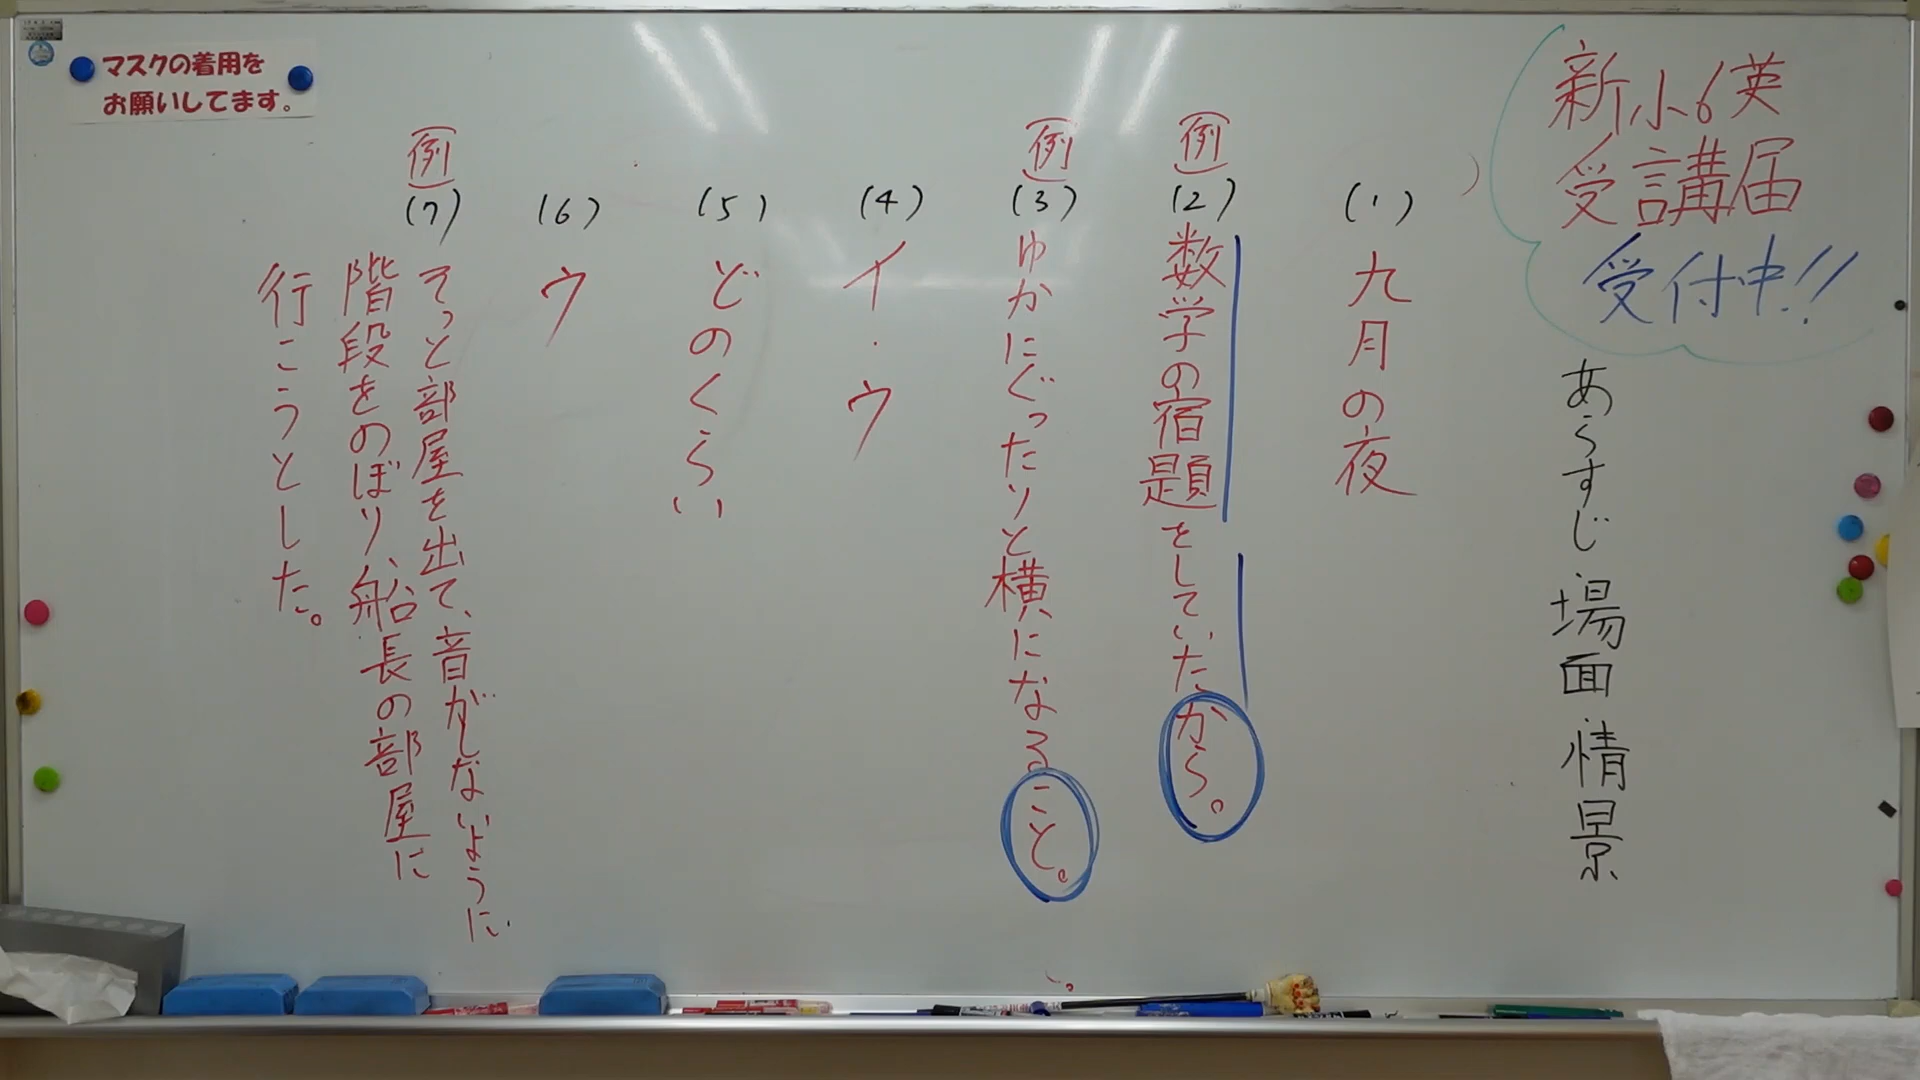 マスクの着用を
お願いしてます。
新小6英
受講届
受付中!!
あらすじ 場面 情景
(1) 九月の夜
(例) (2) 数学の宿題をしていたから。
(例) (3) ゆかにぐったりと横になること。
(4) イ・ウ
(5) どのくらい
(6) ウ
(例) (7) そっと部屋を出て、音がしないように
階段をのぼり、船長の部屋に
行こうとした。